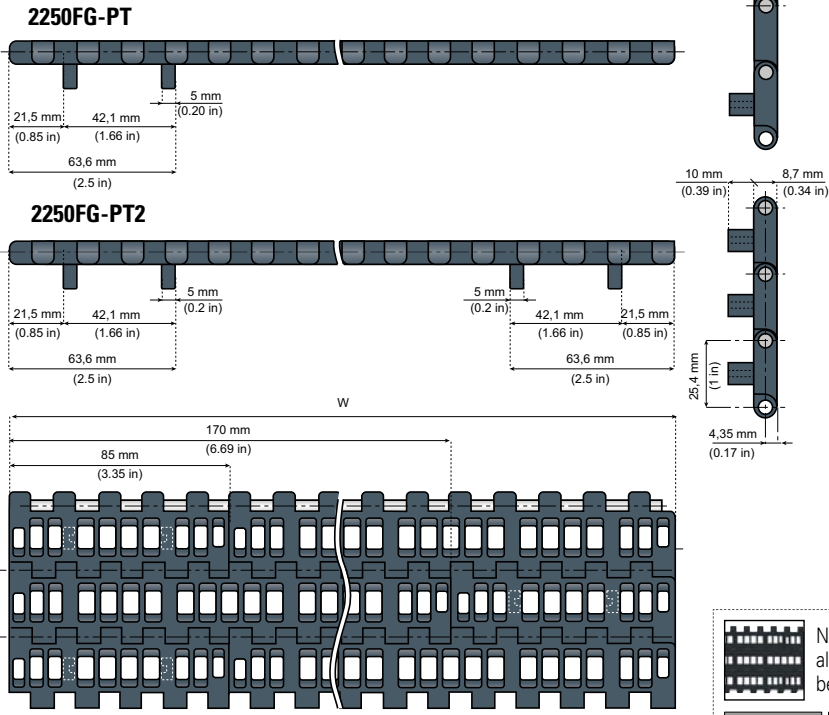 2250FG-PT
5 mm
(0.20 in)
21,5 mm 42,1 mm
(0.85 in) (1.66 in)
63,6 mm
(2.5 in)
10 mm 8,7 mm
(0.39 in) (0.34 in)
2250FG-PT2
5 mm 5 mm
(0.2 in) (0.2 in)
21,5 mm 42,1 mm 42,1 mm 21,5 mm
(0.85 in) (1.66 in) (1.66 in) (0.85 in)
63,6 mm 63,6 mm
(2.5 in) (2.5 in)
25,4 mm
(1 in)
4,35 mm
(0.17 in)
W
170 mm
(6.69 in)
85 mm
(3.35 in)
N
al
be